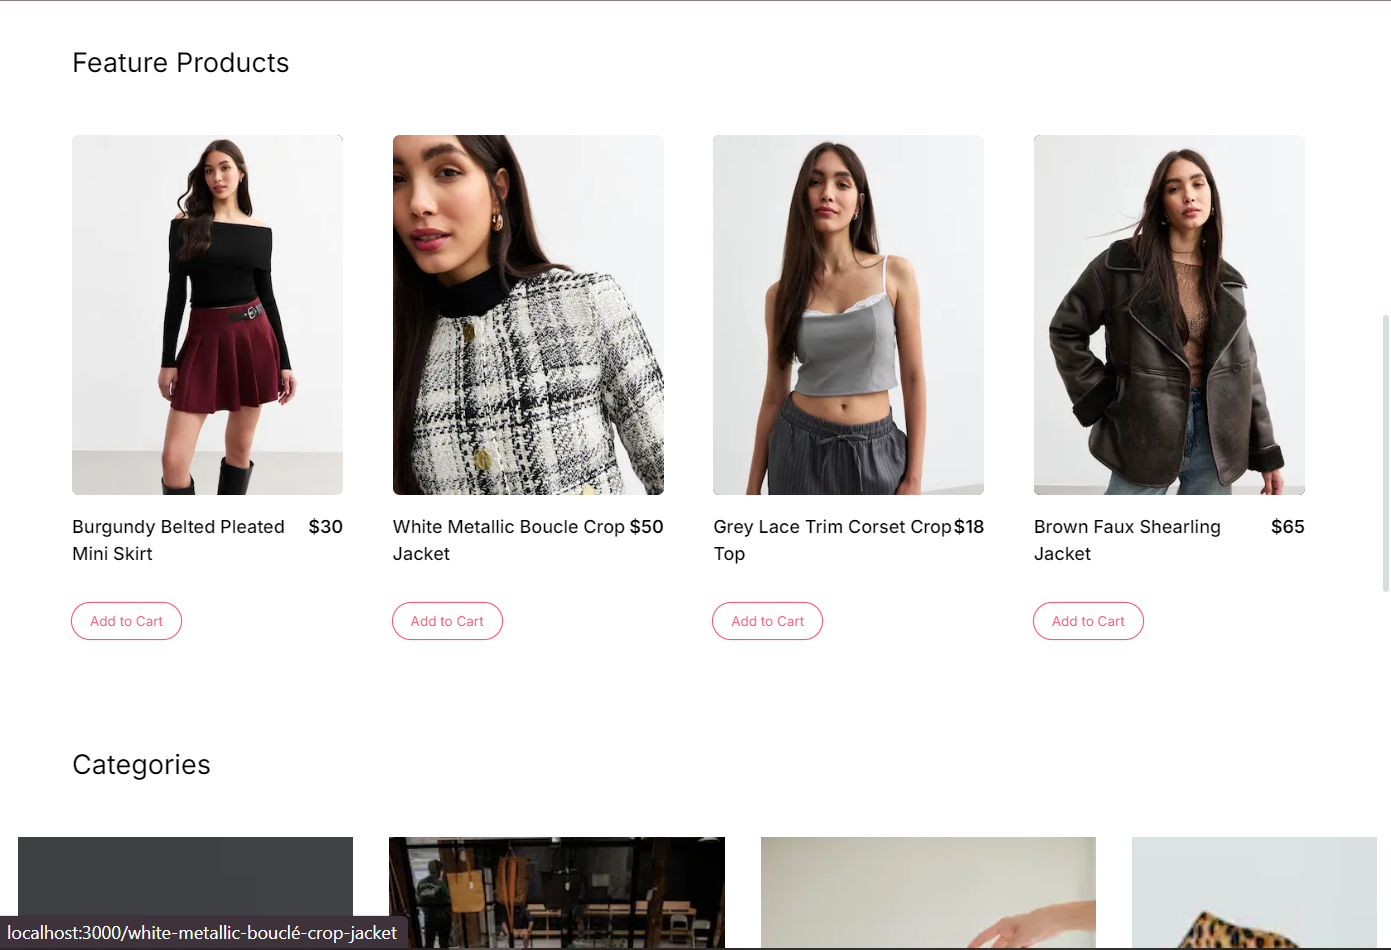 Feature Products
Burgundy Belted Pleated $30
Mini Skirt
White Metallic Boucle Crop $50
Jacket
Grey Lace Trim Corset Crop $18
Top
Brown Faux Shearling $65
Jacket
Add to Cart
Add to Cart
Add to Cart
Add to Cart
Categories
localhost:3000/white-metallic-bouclé-crop-jacket